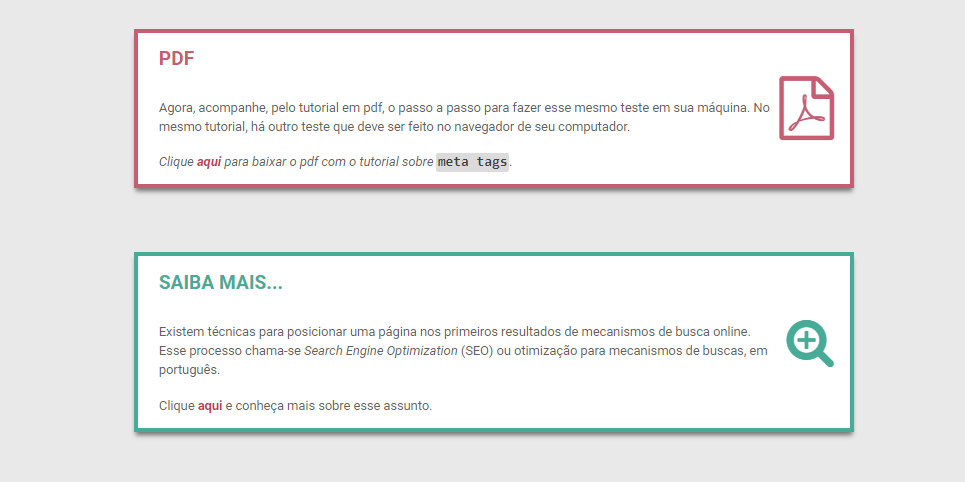 PDF
Agora, acompanhe, pelo tutorial em pdf, o passo a passo para fazer esse mesmo teste em sua máquina. No
mesmo tutorial, há outro teste que deve ser feito no navegador de seu computador.
Clique aqui para baixar o pdf com o tutorial sobre meta tags.
SAIBA MAIS...
Existem técnicas para posicionar uma página nos primeiros resultados de mecanismos de busca online.
Esse processo chama-se Search Engine Optimization (SEO) ou otimização para mecanismos de buscas, em
português.
Clique aqui e conheça mais sobre esse assunto.